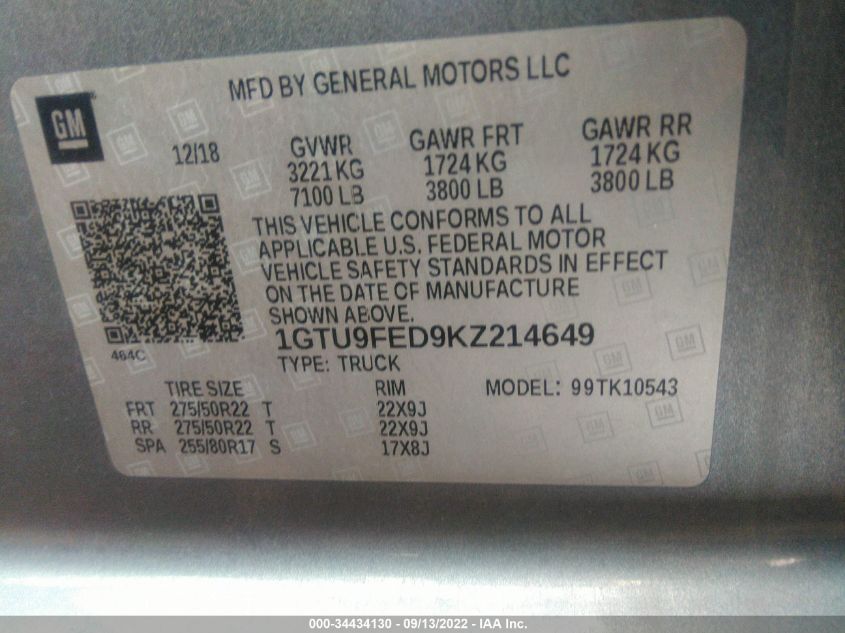 MFD BY GENERAL MOTORS LLC
GM
12/18
GVWR
3221 KG
7100 LB
GAWR FRT
1724 KG
3800 LB
GAWR RR
1724 KG
3800 LB
THIS VEHICLE CONFORMS TO ALL
APPLICABLE U.S. FEDERAL MOTOR
VEHICLE SAFETY STANDARDS IN EFFECT
ON THE DATE OF MANUFACTURE
SHOWN ABOVE.
464C
1GTU9FED9KZ214649
TYPE: TRUCK
TIRE SIZE RIM MODEL: 99TK10543
FRT 275/50R22 T 22X9J
RR 275/50R22 T 22X9J
SPA 255/80R17 S 17X8J
000-34434130 - 09/13/2022 - IAA Inc.